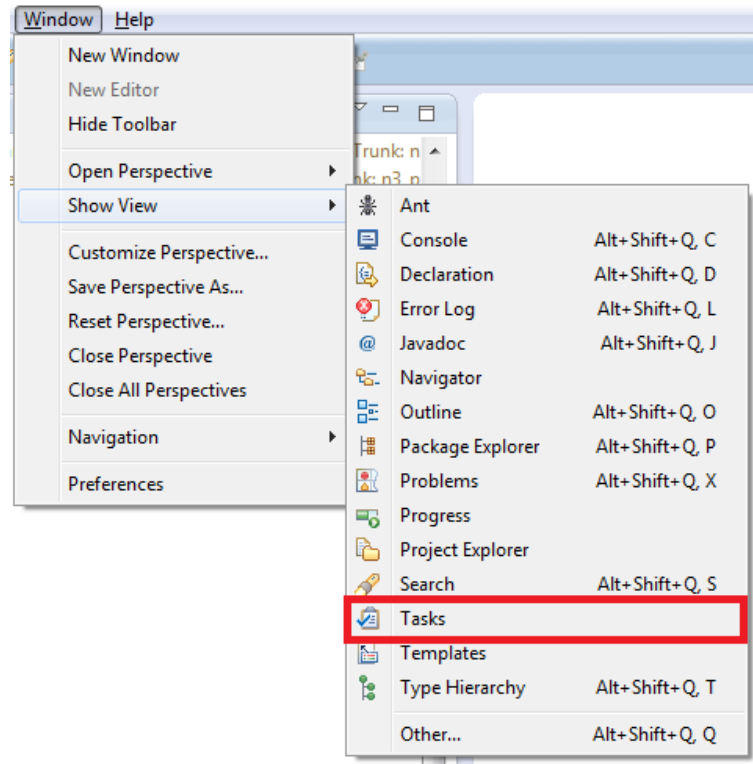 Window Help
New Window
New Editor
Hide Toolbar
Trunk: n
Open Perspective
nk: n3_p
Show View
Ant
Console Alt+Shift+Q, C
Customize Perspective...
Declaration Alt+Shift+Q, D
Save Perspective As...
Error Log Alt+Shift+Q, L
Reset Perspective...
Javadoc Alt+Shift+Q, J
Close Perspective
Navigator
Close All Perspectives
Outline Alt+Shift+Q, O
Navigation
Package Explorer Alt+Shift+Q, P
Preferences
Problems Alt+Shift+Q, X
Progress
Project Explorer
Search Alt+Shift+Q, S
Tasks
Templates
Type Hierarchy Alt+Shift+Q, T
Other... Alt+Shift+Q, Q